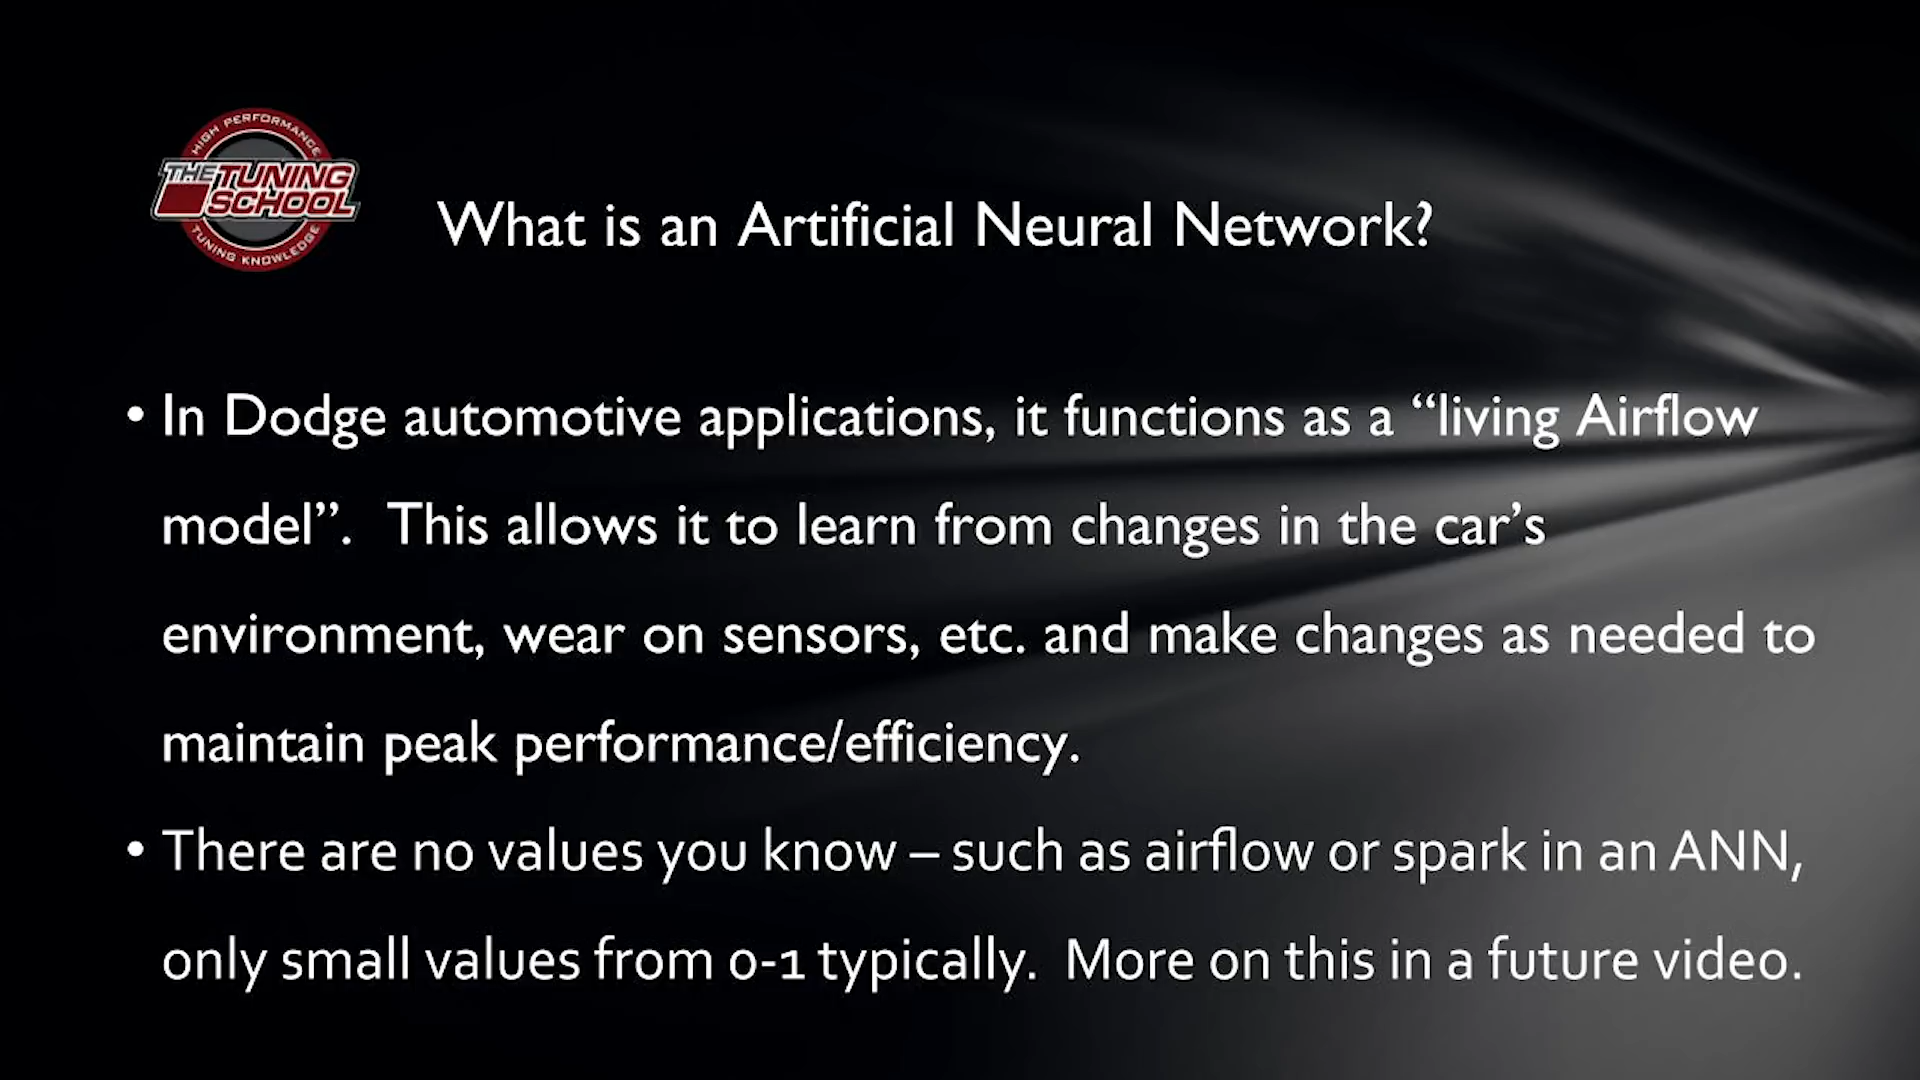 HIGH PERFORMANCE
THE TUNING
SCHOOL
TUNING KNOWLEDGE
What is an Artificial Neural Network?
• In Dodge automotive applications, it functions as a “living Airflow
model”.  This allows it to learn from changes in the car’s
environment, wear on sensors, etc. and make changes as needed to
maintain peak performance/efficiency.
• There are no values you know – such as airflow or spark in an ANN,
only small values from 0-1 typically.  More on this in a future video.